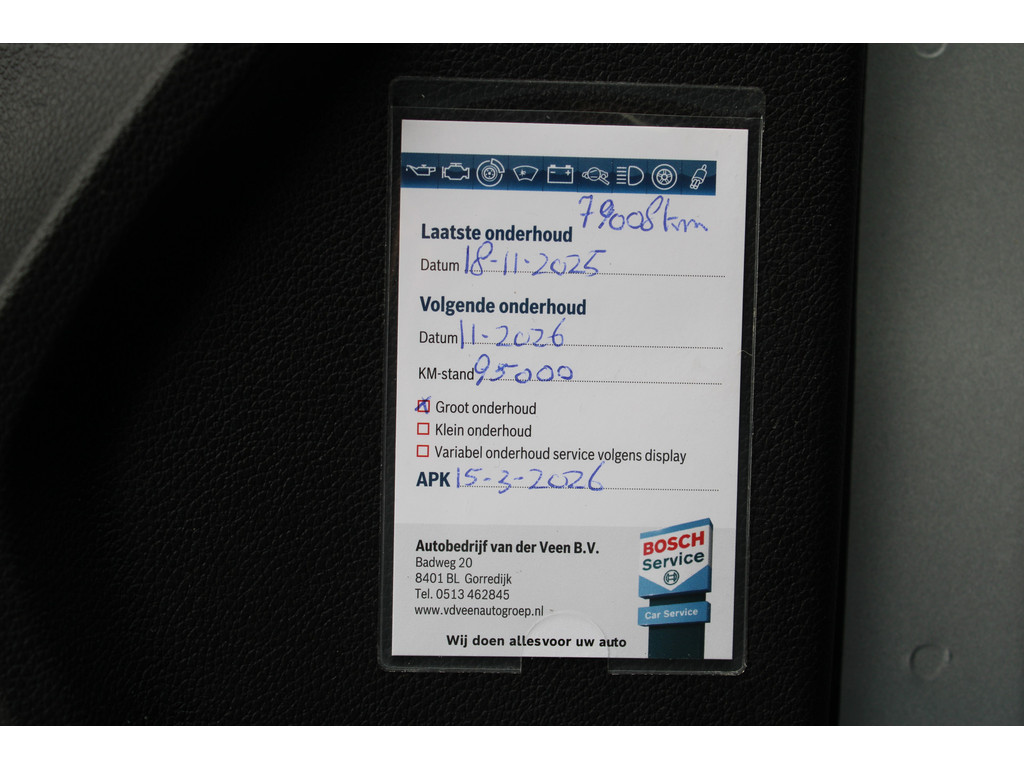 79008km
Laatste onderhoud
Datum 18-11-2025
Volgende onderhoud
Datum 11-2026
KM-stand 95000
Groot onderhoud
Klein onderhoud
Variabel onderhoud service volgens display
APK 15-3-2026
Autobedrijf van der Veen B.V.
Badweg 20
8401 BL Gorredijk
Tel. 0513 462845
www.vdveenautogroep.nl
Wij doen allesvoor uw auto
BOSCH
Service
Car Service